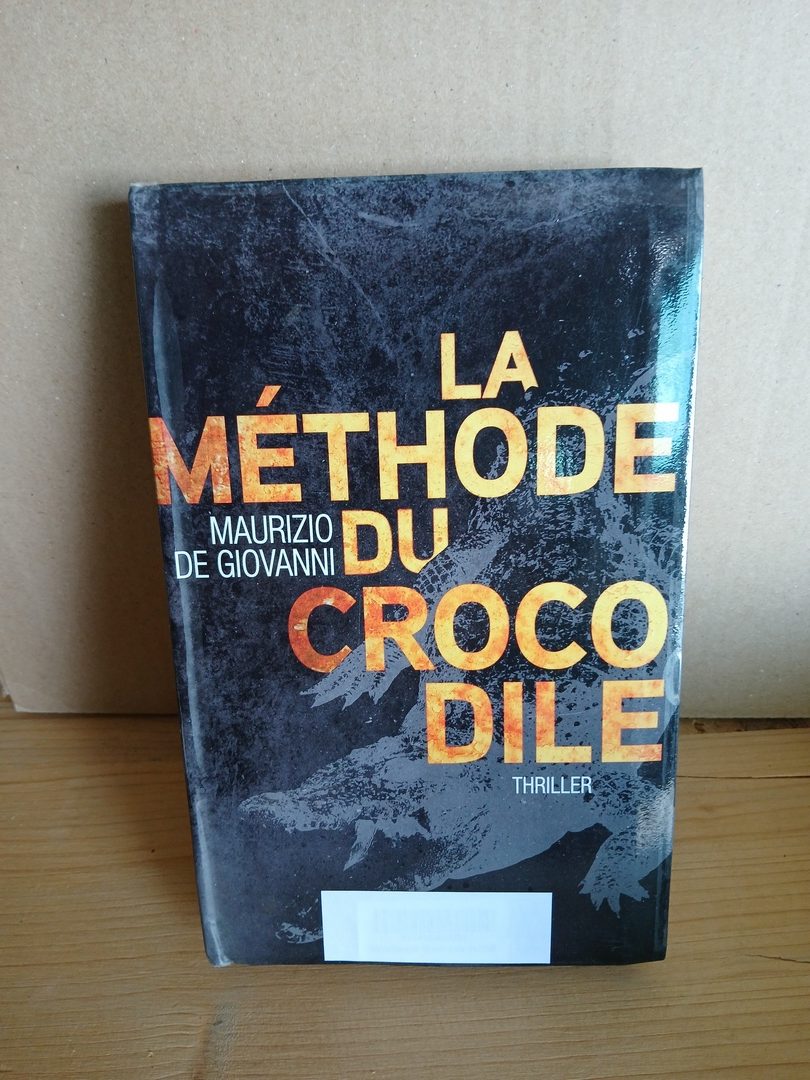 LA
MÉTHODE
MAURIZIO
DE GIOVANNI
DU
CROCO
DILE
THRILLER